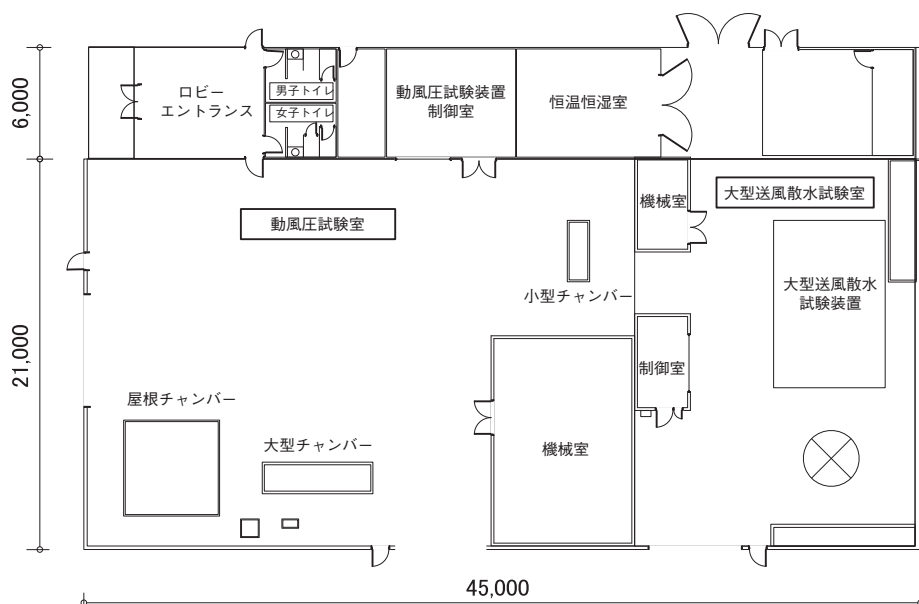 6,000
ロビー
エントランス
男子トイレ
女子トイレ
動風圧試験装置
制御室
恒温恒湿室
動風圧試験室
機械室
大型送風散水試験室
小型チャンバー
大型送風散水
試験装置
21,000
制御室
屋根チャンバー
大型チャンバー
機械室
45,000